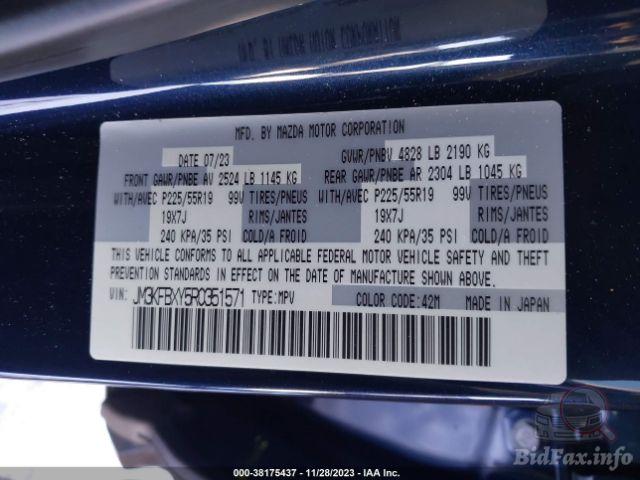 MFD. BY MAZDA MOTOR CORPORATION
DATE 07/23 GVWR/PNBV 4828 LB 2190 KG
FRONT GAWR/PNBE AV 2524 LB 1145 KG REAR GAWR/PNBE AR 2304 LB 1045 KG
WITH/AVEC P225/55R19 99V TIRES/PNEUS WITH/AVEC P225/55R19 99V TIRES/PNEUS
19X7J RIMS/JANTES 19X7J RIMS/JANTES
240 KPA/35 PSI COLD/A FROID 240 KPA/35 PSI COLD/A FROID
THIS VEHICLE CONFORMS TO ALL APPLICABLE FEDERAL MOTOR VEHICLE SAFETY AND THEFT
PREVENTION STANDARDS IN EFFECT ON THE DATE OF MANUFACTURE SHOWN ABOVE.
VIN: JM3KFBXY5R0351571 TYPE:MPV COLOR CODE:42M MADE IN JAPAN
BidFax.info
000-38175437 - 11/28/2023 - IAA Inc.